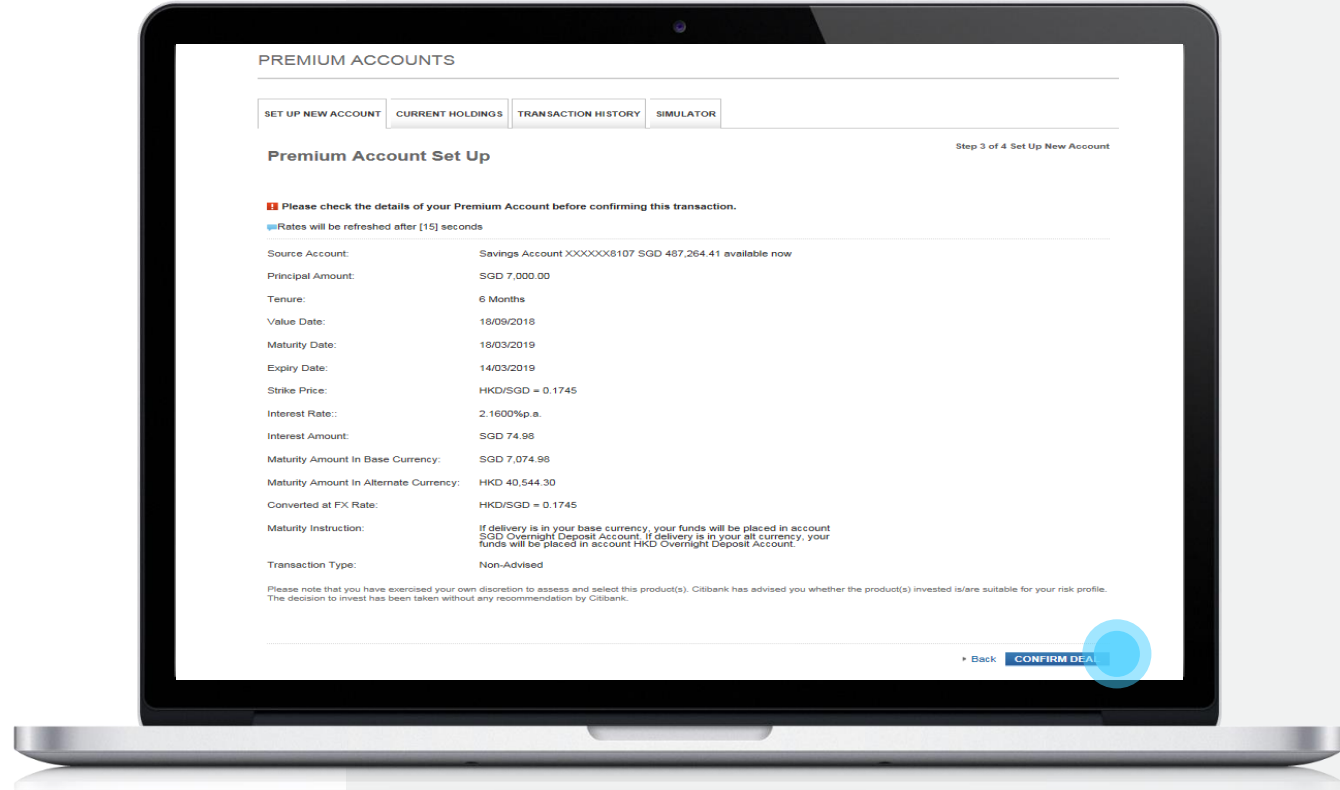 PREMIUM ACCOUNTS
SET UP NEW ACCOUNT CURRENT HOLDINGS TRANSACTION HISTORY SIMULATOR
Premium Account Set Up
Step 3 of 4 Set Up New Account
Please check the details of your Premium Account before confirming this transaction.
Rates will be refreshed after [15] seconds
Source Account: Savings Account XXXXXX8107 SGD 487,264.41 available now
Principal Amount: SGD 7,000.00
Tenure: 6 Months
Value Date: 18/09/2018
Maturity Date: 18/03/2019
Expiry Date: 14/03/2019
Strike Price: HKD/SGD = 0.1745
Interest Rate:: 2.1600%p.a.
Interest Amount: SGD 74.98
Maturity Amount In Base Currency: SGD 7,074.98
Maturity Amount In Alternate Currency: HKD 40,544.30
Converted at FX Rate: HKD/SGD = 0.1745
Maturity Instruction: If delivery is in your base currency, your funds will be placed in account
SGD Overnight Deposit Account. If delivery is in your alt currency, your
funds will be placed in account HKD Overnight Deposit Account.
Transaction Type: Non-Advised
Please note that you have exercised your own discretion to assess and select this product(s). Citibank has advised you whether the product(s) invested is/are suitable for your risk profile.
The decision to invest has been taken without any recommendation by Citibank.
Back CONFIRM DEAL